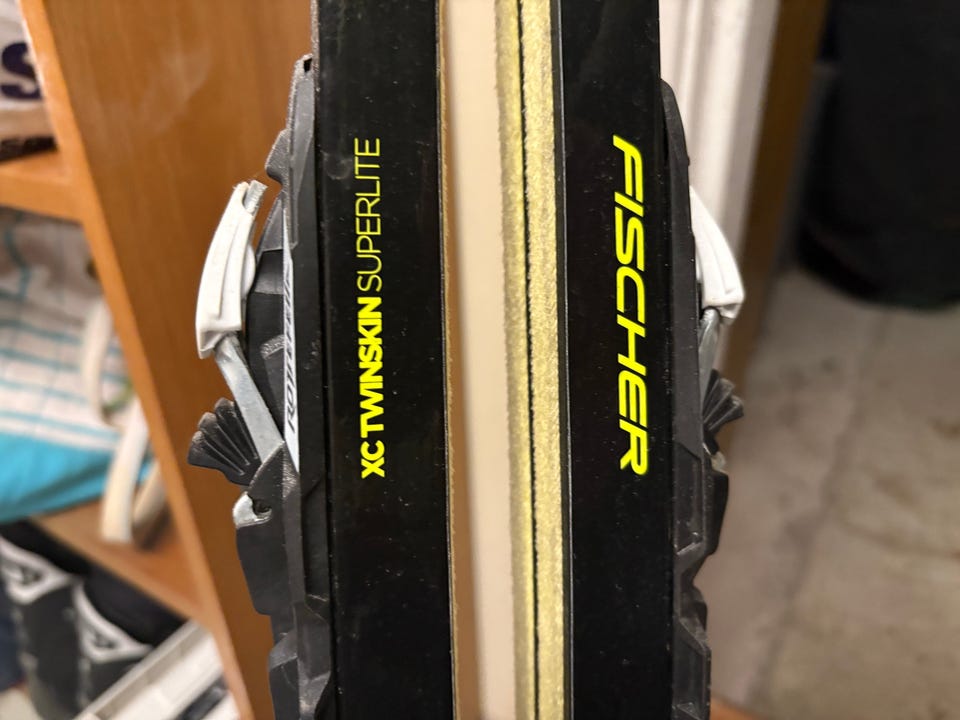 XC TWINSKIN SUPERLITE
FISCHER